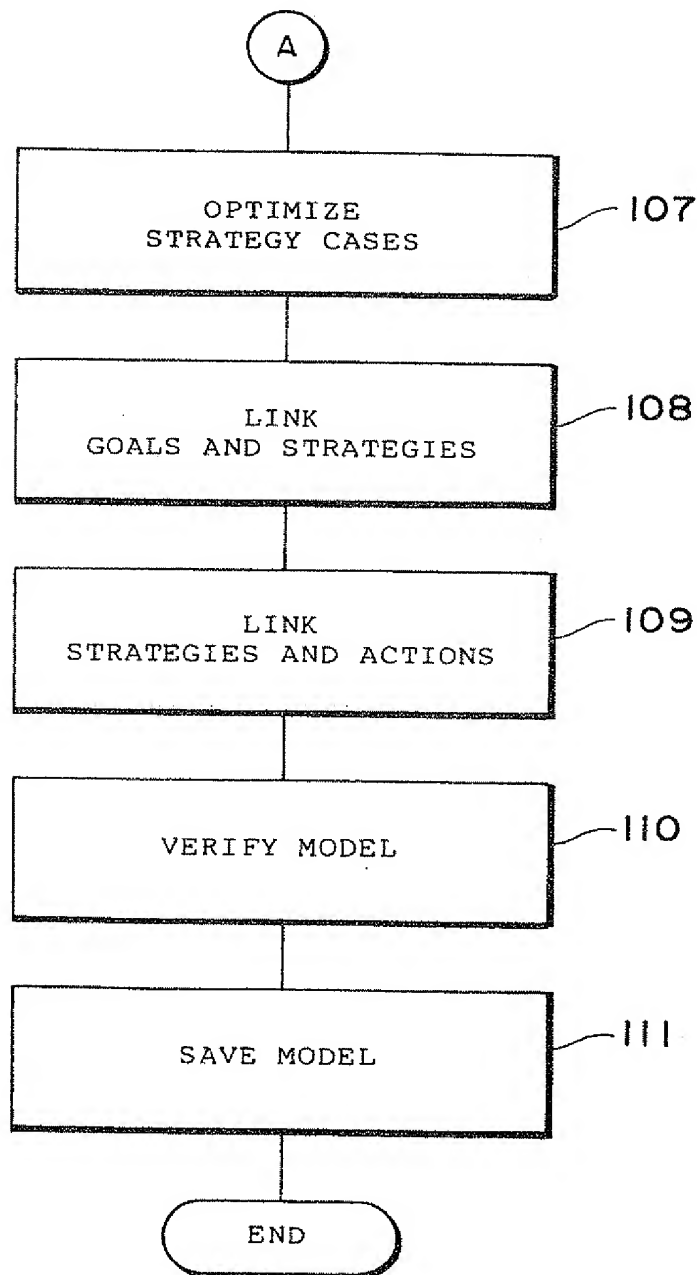 A
OPTIMIZE
STRATEGY CASES
107
LINK
GOALS AND STRATEGIES
108
LINK
STRATEGIES AND ACTIONS
109
VERIFY MODEL
110
SAVE MODEL
111
END